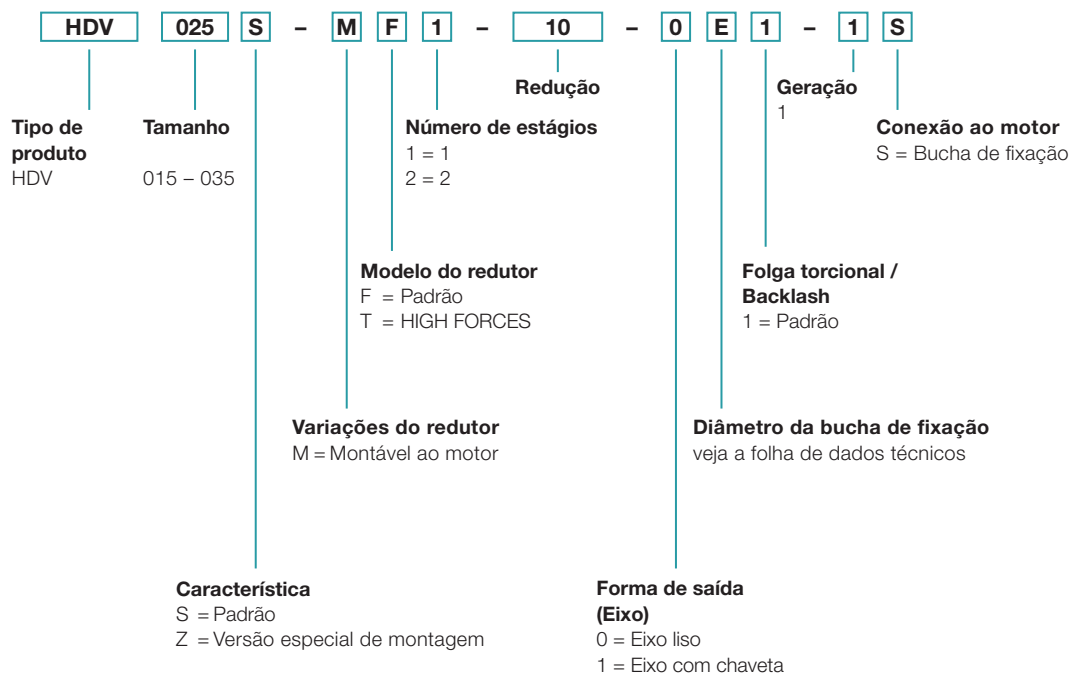 HDV 025 S – M F 1 – 10 – 0 E 1 – 1 S
Redução
Geração
1
Tipo de
produto
HDV
Tamanho
015 – 035
Número de estágios
1 = 1
2 = 2
Conexão ao motor
S = Bucha de fixação
Modelo do redutor
F = Padrão
T = HIGH FORCES
Folga torcional /
Backlash
1 = Padrão
Variações do redutor
M = Montável ao motor
Diâmetro da bucha de fixação
veja a folha de dados técnicos
Característica
S = Padrão
Z = Versão especial de montagem
Forma de saída
(Eixo)
0 = Eixo liso
1 = Eixo com chaveta